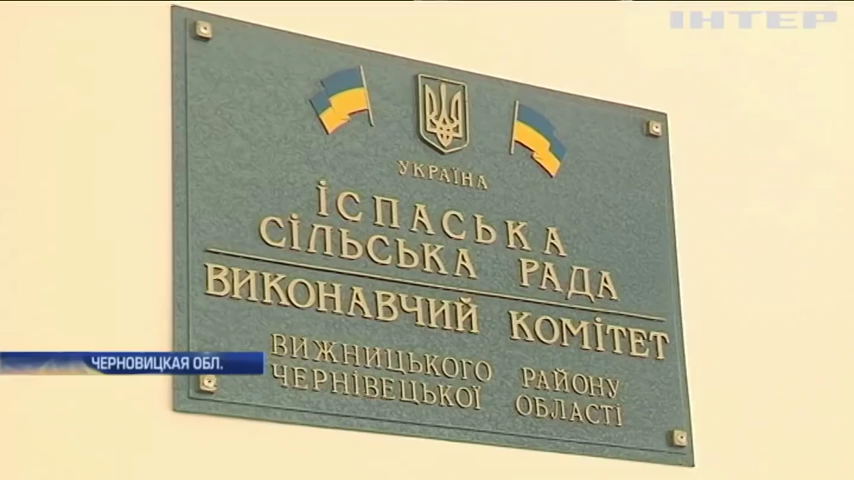 ІНТЕР
УКРАЇНА
ІСПАСЬКА
СІЛЬСЬКА РАДА
ВИКОНАВЧИЙ КОМІТЕТ
ВИЖНИЦЬКОГО РАЙОНУ
ЧЕРНІВЕЦЬКОЇ ОБЛАСТІ
ЧЕРНОВИЦКАЯ ОБЛ.